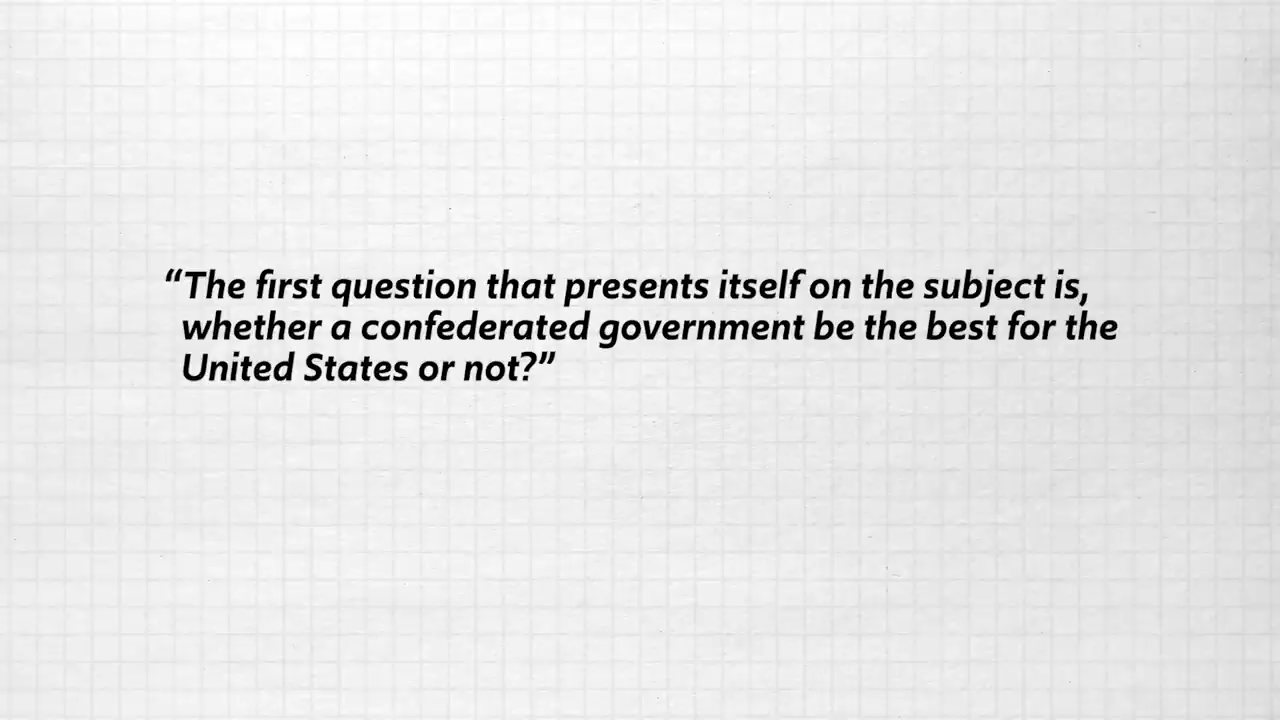 “The first question that presents itself on the subject is,
whether a confederated government be the best for the
United States or not?”